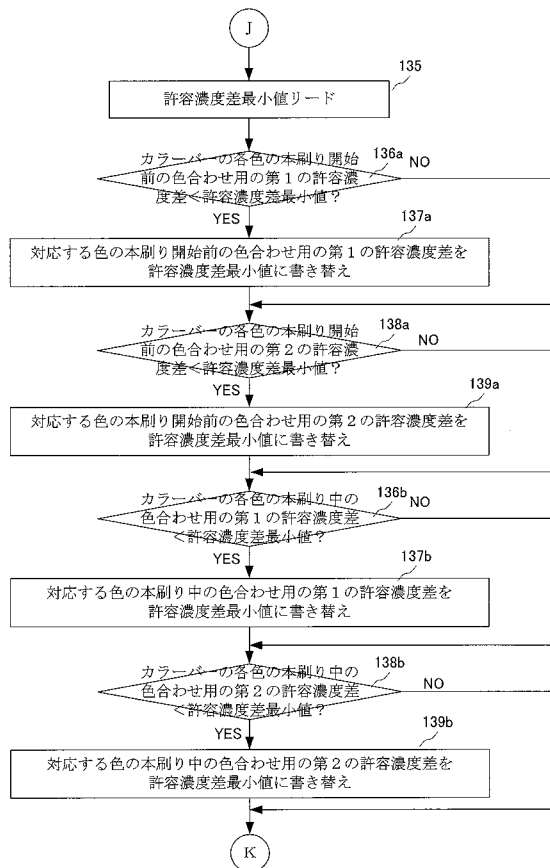 J
135
許容濃度差最小値リード
カラーバーの各色の本刷り開始
前の色合わせ用の第1の許容濃
度差<許容濃度差最小値?
136a
NO
YES
137a
対応する色の本刷り開始前の色合わせ用の第1の許容濃度差を
許容濃度差最小値に書き替え
カラーバーの各色の本刷り開始
前の色合わせ用の第2の許容濃
度差<許容濃度差最小値?
138a
NO
YES
139a
対応する色の本刷り開始前の色合わせ用の第2の許容濃度差を
許容濃度差最小値に書き替え
カラーバーの各色の本刷り中の
色合わせ用の第1の許容濃度差
<許容濃度差最小値?
136b
NO
YES
137b
対応する色の本刷り中の色合わせ用の第1の許容濃度差を
許容濃度差最小値に書き替え
カラーバーの各色の本刷り中の
色合わせ用の第2の許容濃度差
<許容濃度差最小値?
138b
NO
YES
139b
対応する色の本刷り中の色合わせ用の第2の許容濃度差を
許容濃度差最小値に書き替え
K